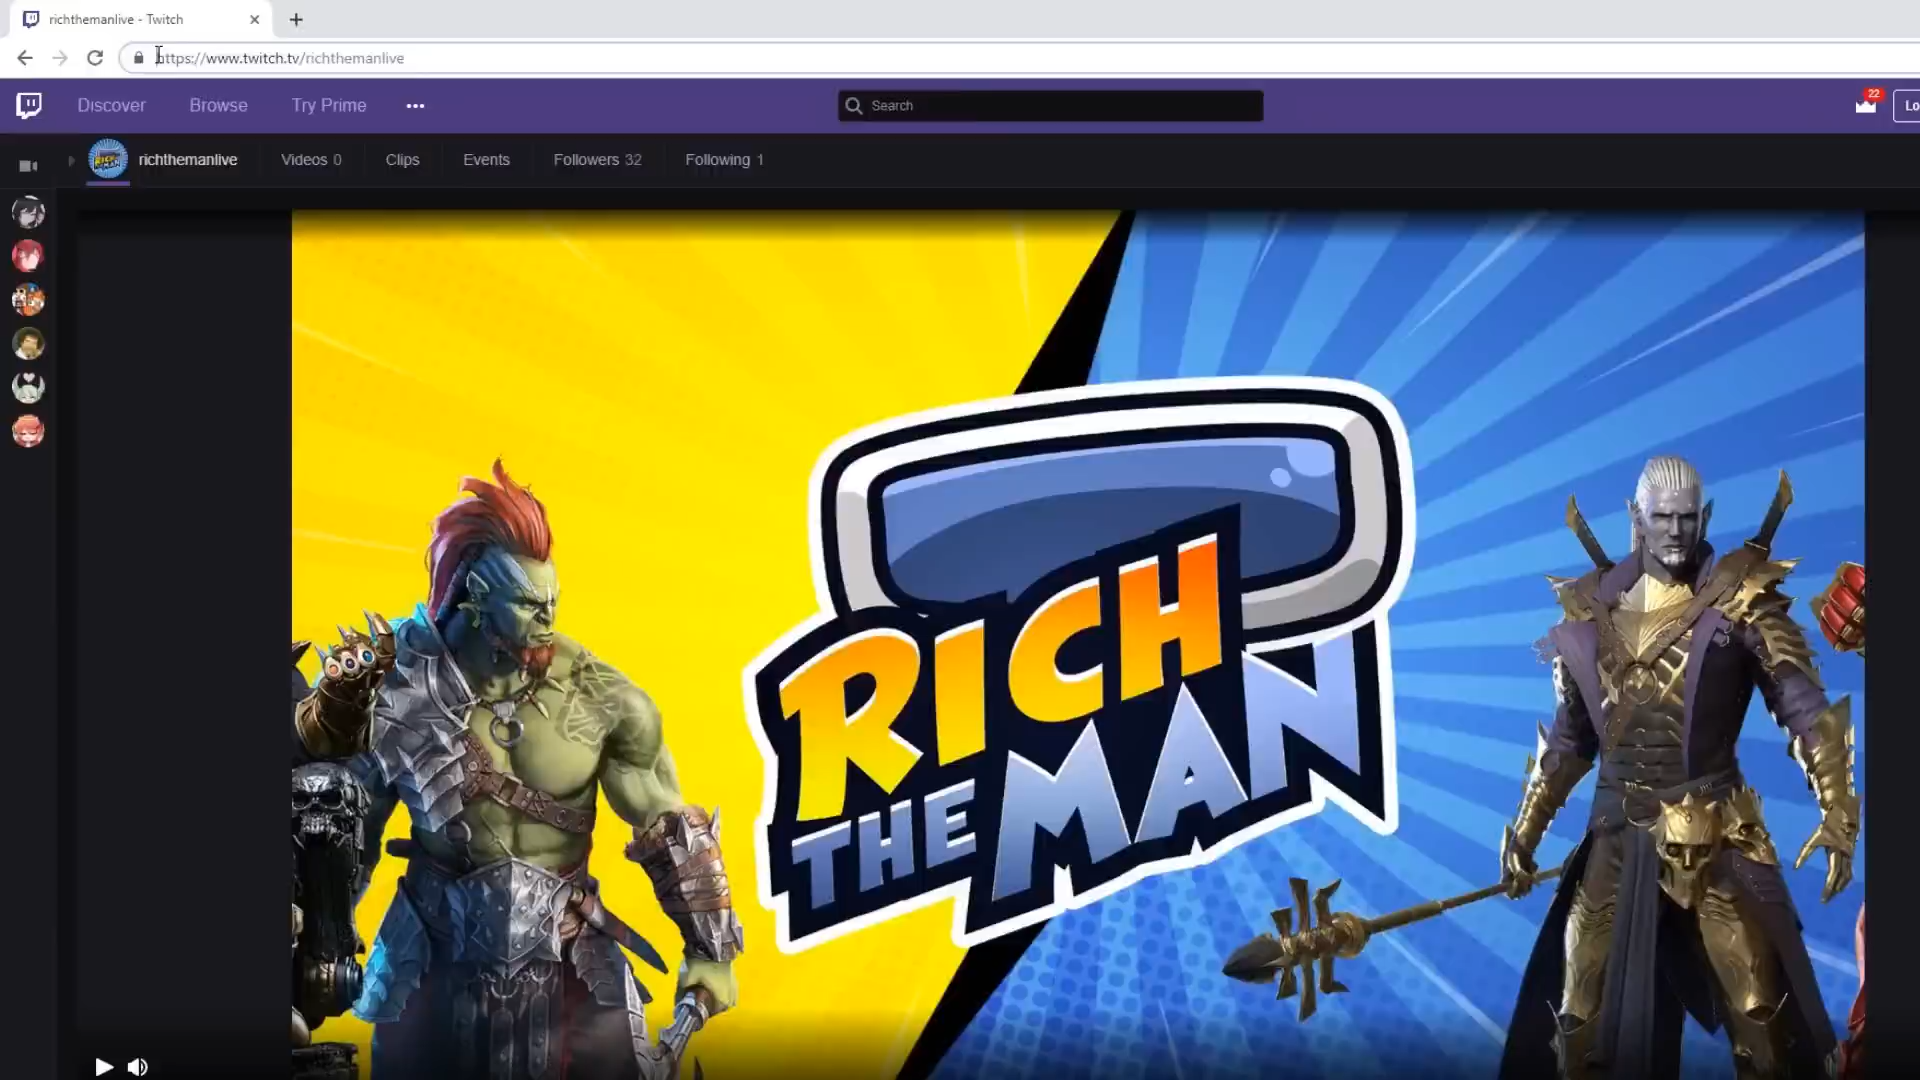 richthemanlive - Twitch
https://www.twitch.tv/richthemanlive
Discover
Browse
Try Prime
Search
22
Lo
richthemanlive
Videos 0
Clips
Events
Followers 32
Following 1
RICH
THE MAN